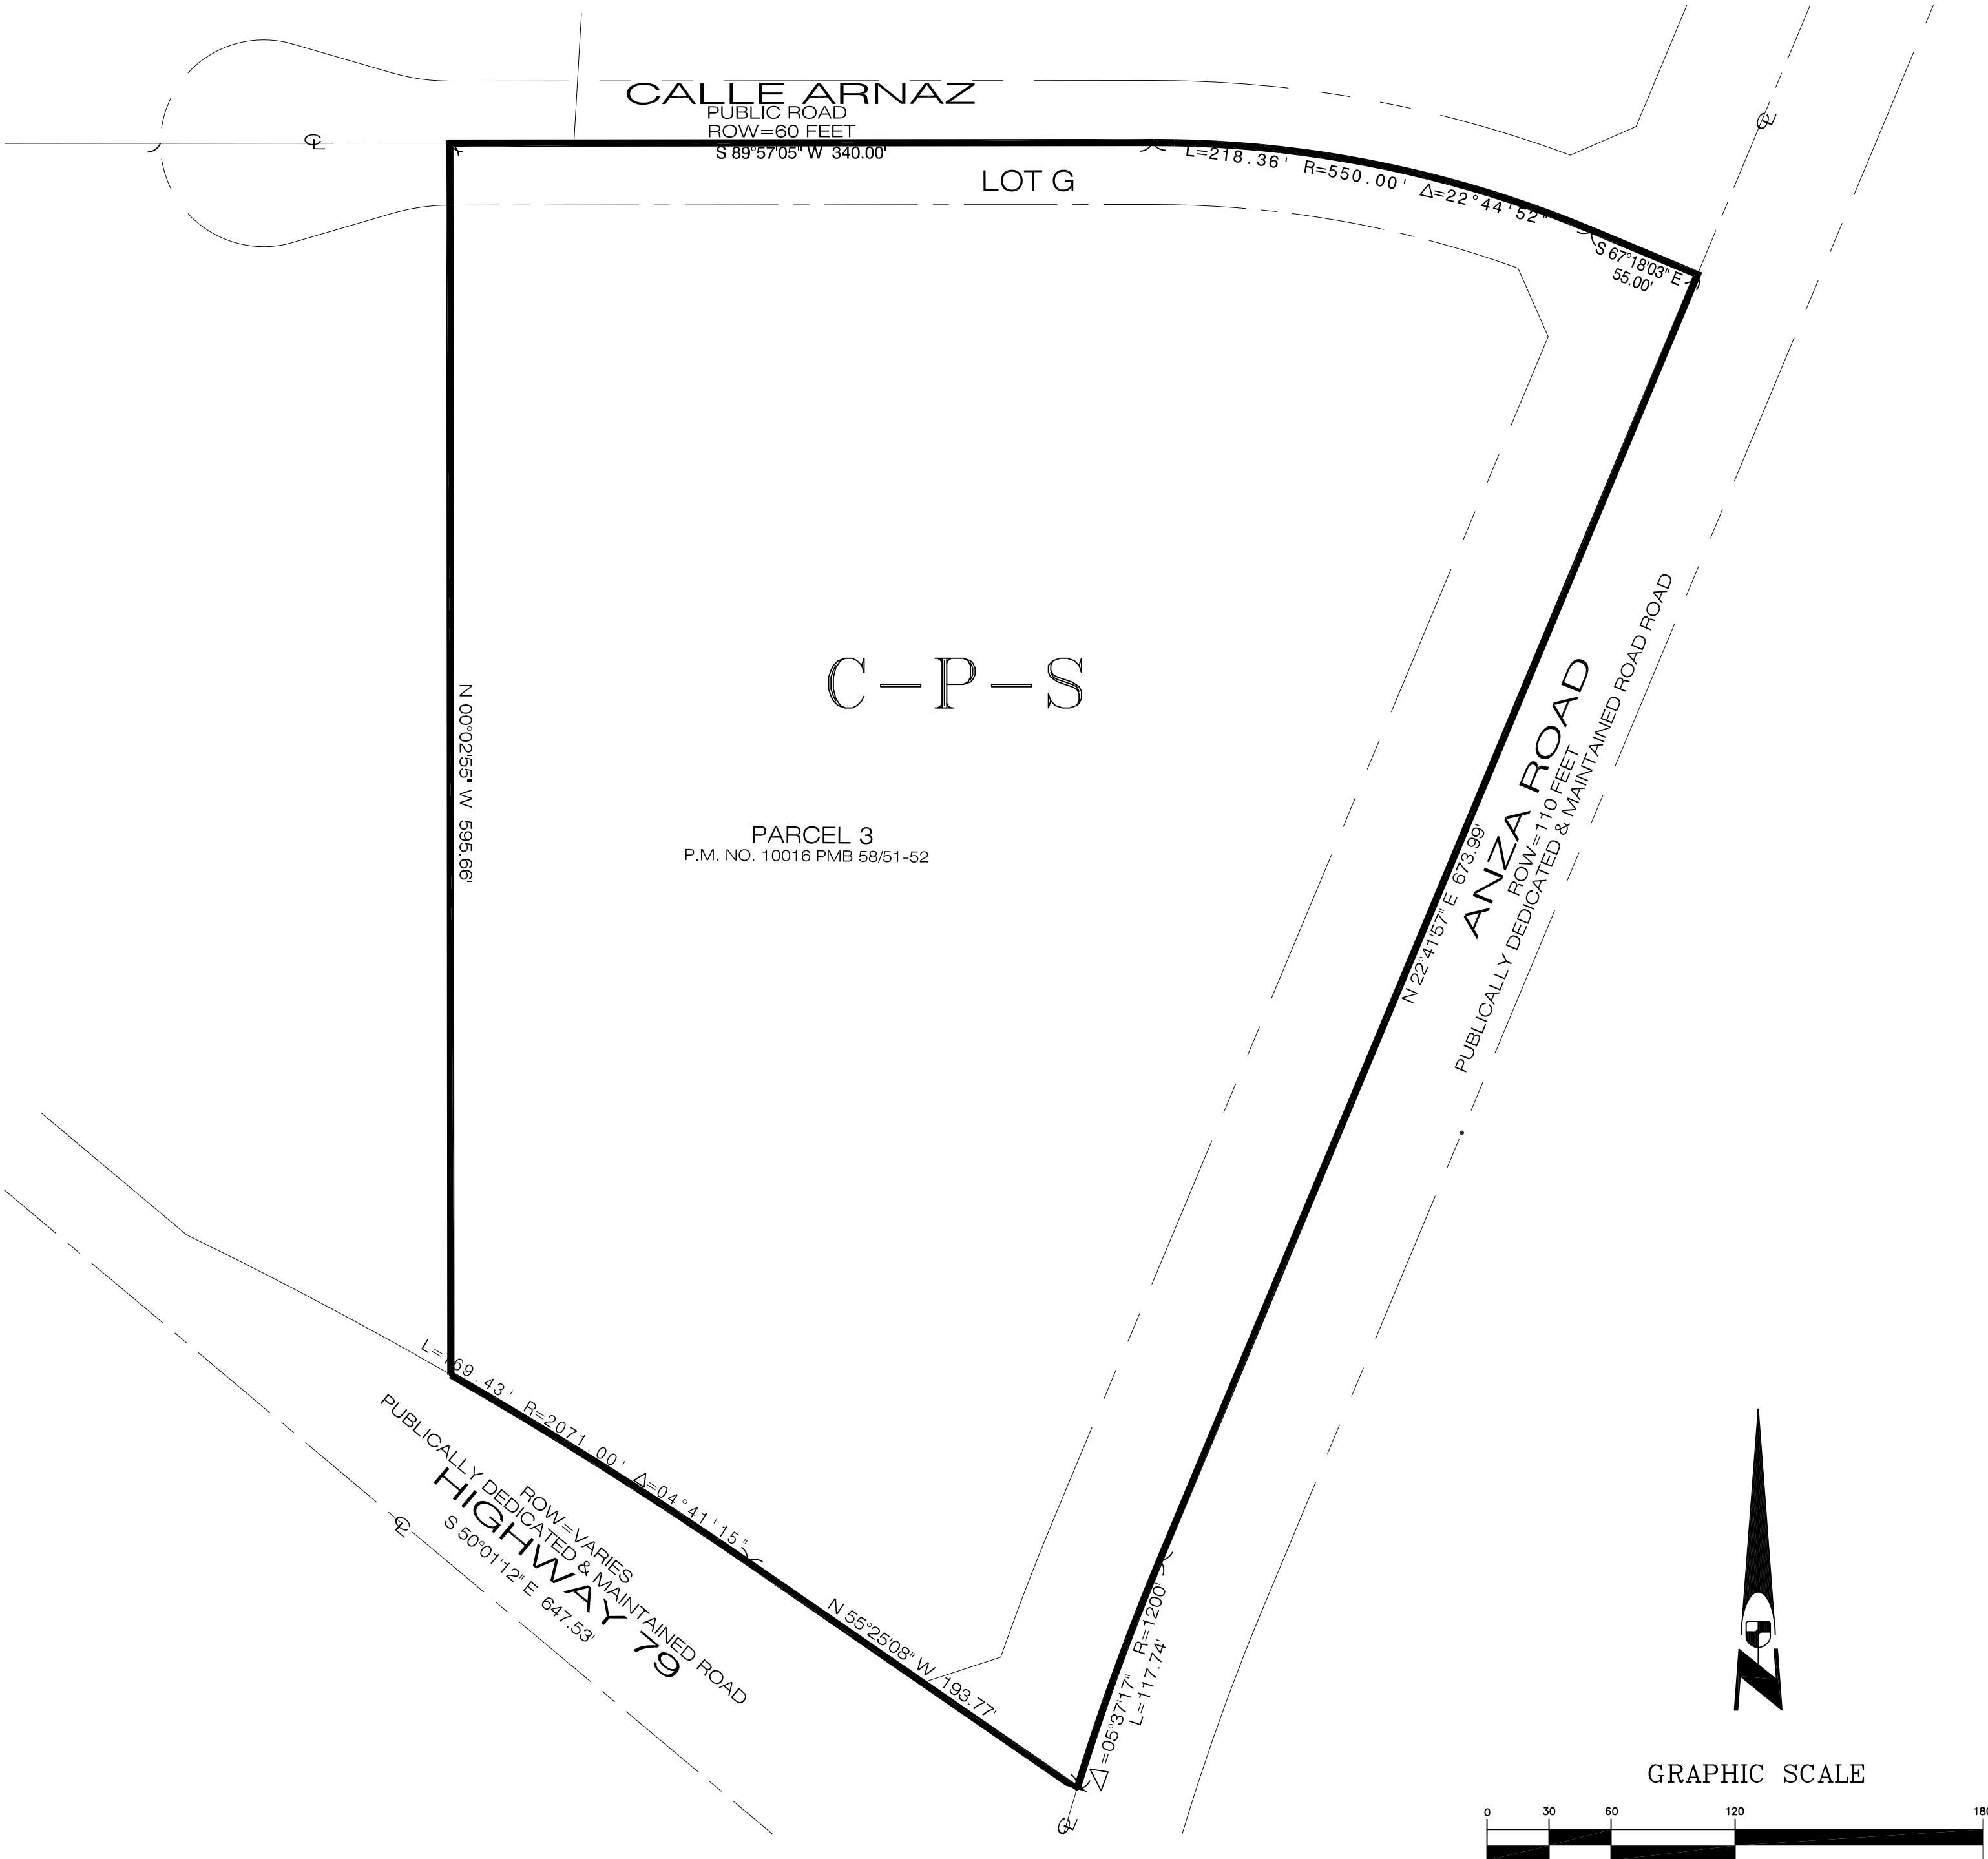 CALLE ARNAZ
PUBLIC ROAD
ROW=60 FEET
S 89°57'05" W 340.00'
LOT G
L=218.36' R=550.00' Δ=22°44'52"
S 67°18'03" E
55.00'
C-P-S
PARCEL 3
P.M. NO. 10016 PMB 58/51-52
N 00°02'55" W 595.66'
N 22°41'57" E 673.99'
ANZA ROAD
ROW=110 FEET
PUBLICALLY DEDICATED & MAINTAINED ROAD ROAD
L=169.43' R=2071.00' Δ=04°41'15"
ROW=VARIES
PUBLICALLY DEDICATED & MAINTAINED ROAD
HIGHWAY 79
S 50°01'12" E 647.53'
N 55°25'08" W 193.77'
Δ=05°37'17" R=1200'
L=117.74'
N
GRAPHIC SCALE
0 30 60 120 180